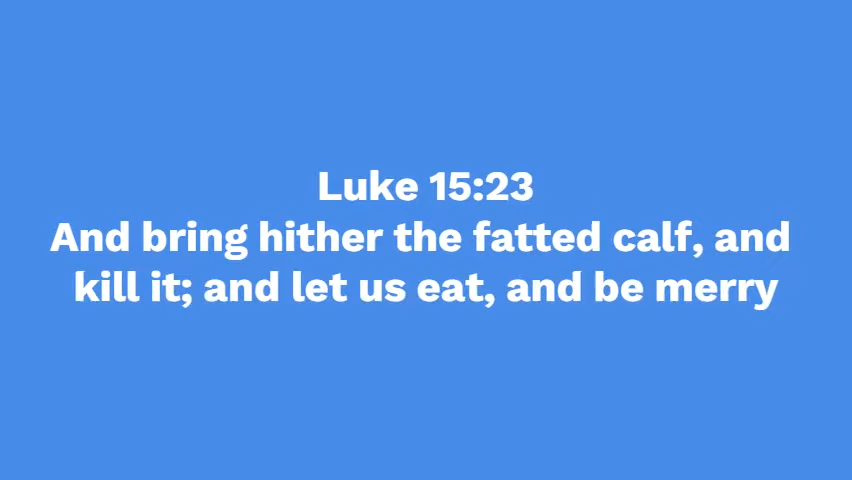 Luke 15:23
And bring hither the fatted calf, and
kill it; and let us eat, and be merry